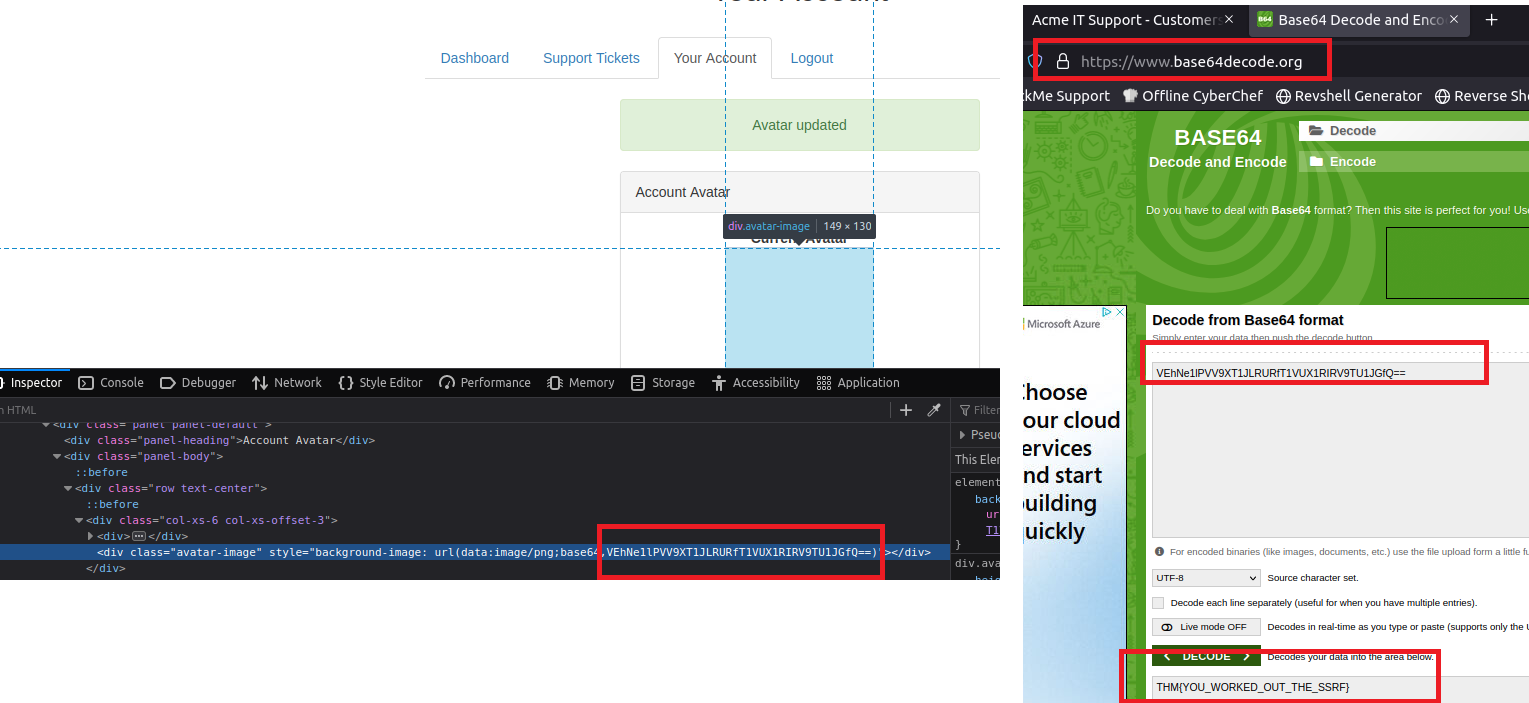 Your Account
Dashboard
Support Tickets
Your Account
Logout
Avatar updated
Account Avatar
div.avatar-image | 149 × 130
Current Avatar
Inspector
Console
Debugger
Network
Style Editor
Performance
Memory
Storage
Accessibility
Application
HTML
Filter
<div class="panel panel-default">
<div class="panel-heading">Account Avatar</div>
<div class="panel-body">
::before
<div class="row text-center">
::before
<div class="col-xs-6 col-xs-offset-3">
<div>⋯</div>
<div class="avatar-image" style="background-image: url(data:image/png;base64,VEhNe1lPVV9XT1JLRURfT1VUX1RIRV9TU1JGfQ==)"></div>
</div>
Pseud
This Elem
element
back
ur
T1
}
div.ava
heig
Acme IT Support - Customers
Base64 Decode and Enco
https://www.base64decode.org
kMe Support
Offline CyberChef
Revshell Generator
Reverse She
BASE64
Decode and Encode
Decode
Encode
Do you have to deal with Base64 format? Then this site is perfect for you! Use
Microsoft Azure
Choose
our cloud
ervices
nd start
building
quickly
Decode from Base64 format
Simply enter your data then push the decode button.
VEhNe1lPVV9XT1JLRURfT1VUX1RIRV9TU1JGfQ==
For encoded binaries (like images, documents, etc.) use the file upload form a little fu
UTF-8
Source character set.
Decode each line separately (useful for when you have multiple entries).
Live mode OFF
Decodes in real-time as you type or paste (supports only the U
DECODE
Decodes your data into the area below.
THM{YOU_WORKED_OUT_THE_SSRF}